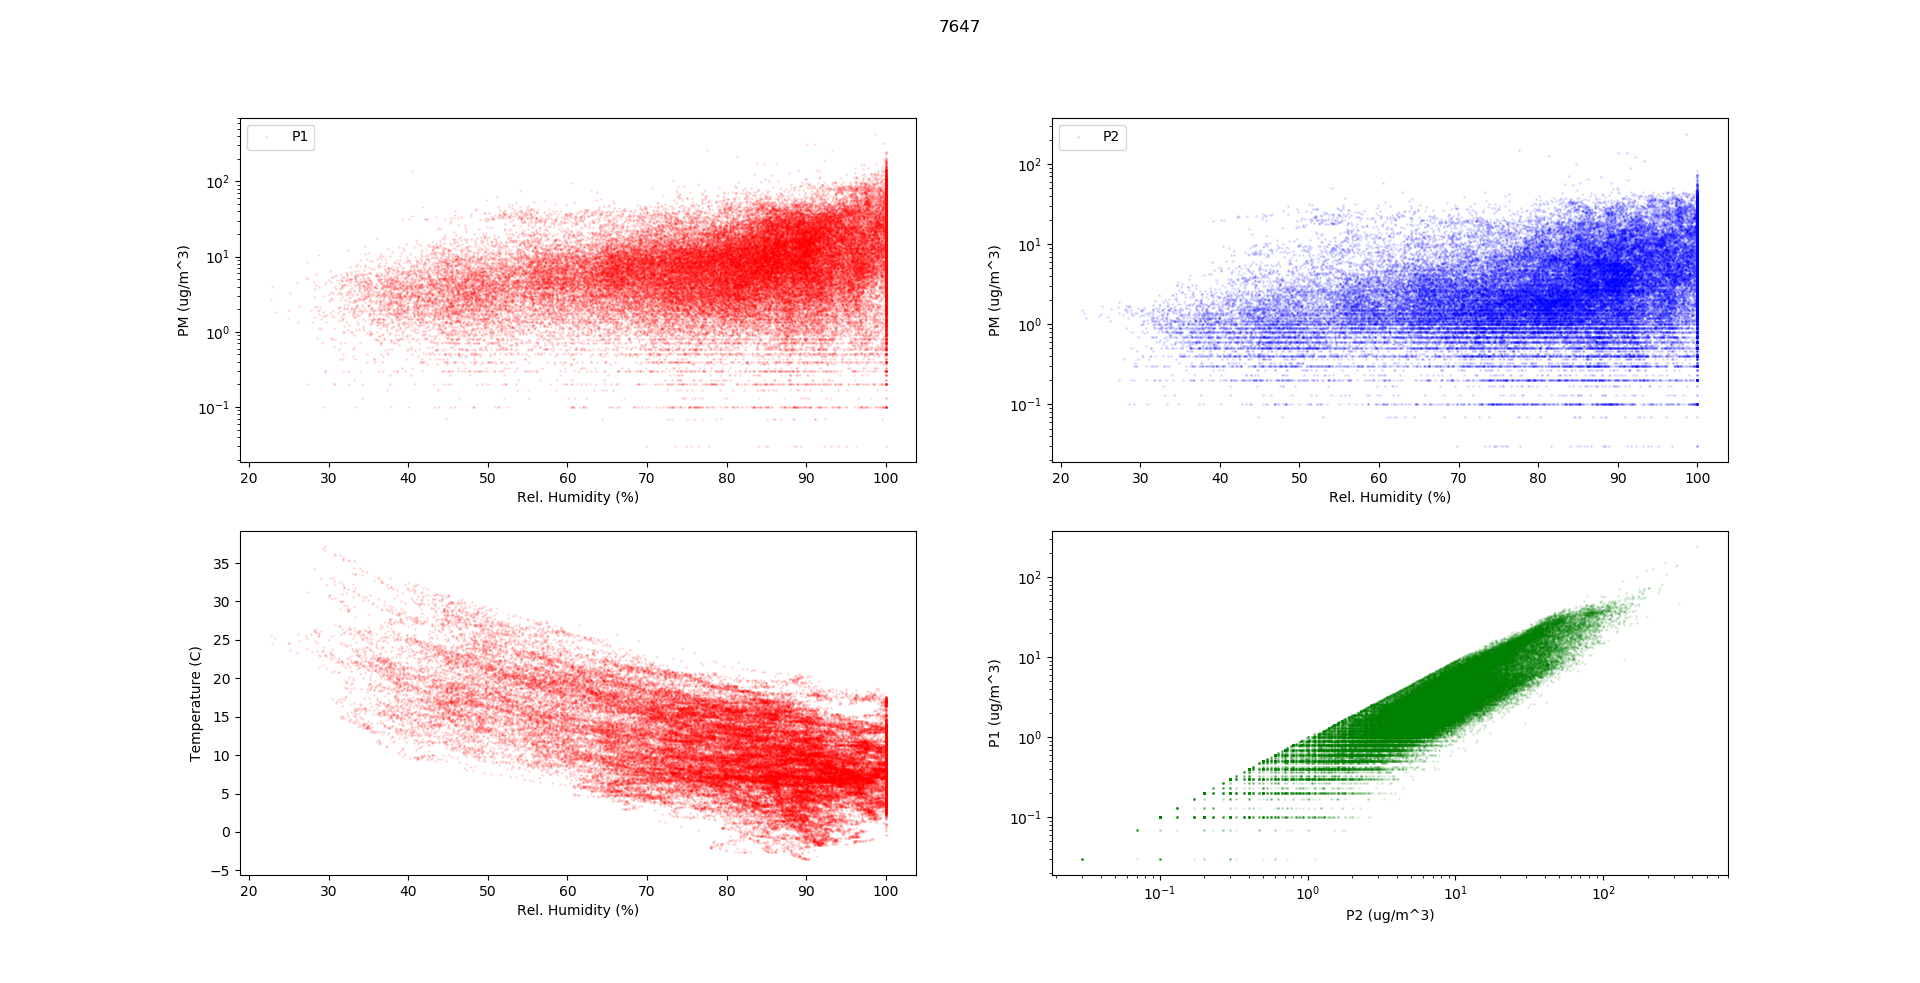 7647
P1
PM (ug/m^3)
10^2
10^1
10^0
10^-1
20 30 40 50 60 70 80 90 100
Rel. Humidity (%)
P2
PM (ug/m^3)
10^2
10^1
10^0
10^-1
20 30 40 50 60 70 80 90 100
Rel. Humidity (%)
Temperature (C)
35
30
25
20
15
10
5
0
−5
20 30 40 50 60 70 80 90 100
Rel. Humidity (%)
P1 (ug/m^3)
10^2
10^1
10^0
10^-1
10^-1 10^0 10^1 10^2
P2 (ug/m^3)